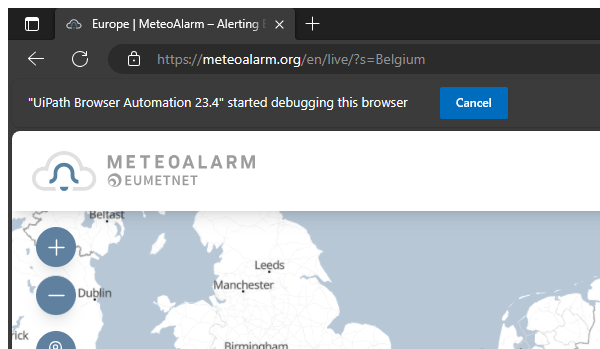 Europe | MeteoAlarm – Alerting
https://meteoalarm.org/en/live/?s=Belgium
"UiPath Browser Automation 23.4" started debugging this browser
Cancel
METEOALARM
EUMETNET
Belfast
Leeds
Manchester
Dublin
Birmingham